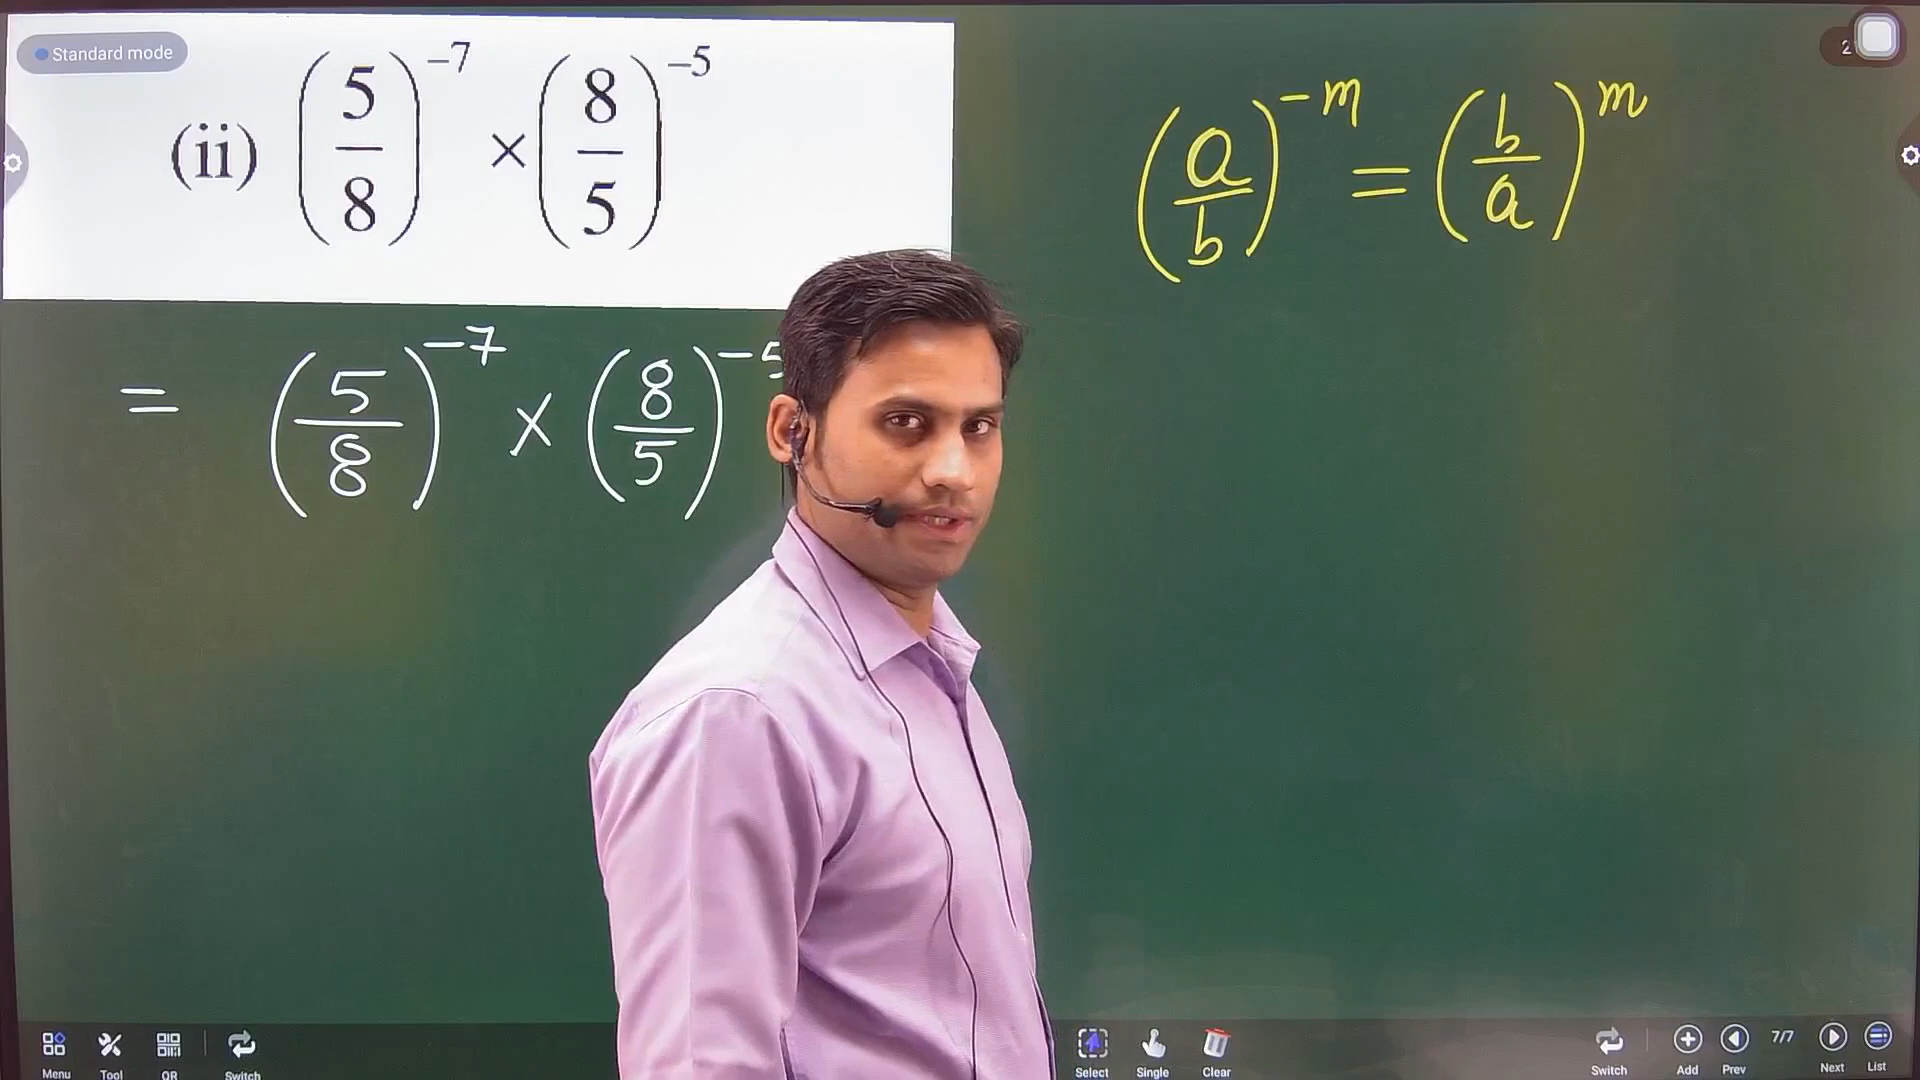 Standard mode
(ii) (5/8)^-7 × (8/5)^-5
(a/b)^-m = (b/a)^m
= (5/8)^-7 × (8/5)^-5
Menu Tool QR Switch Select Single Clear Switch Add Prev 7/7 Next List